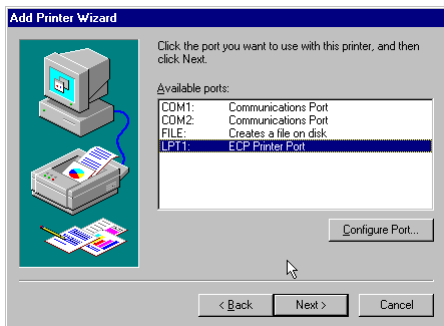 Add Printer Wizard
Click the port you want to use with this printer, and then
click Next.
Available ports:
COM1: Communications Port
COM2: Communications Port
FILE: Creates a file on disk
LPT1: ECP Printer Port
Configure Port...
< Back Next > Cancel